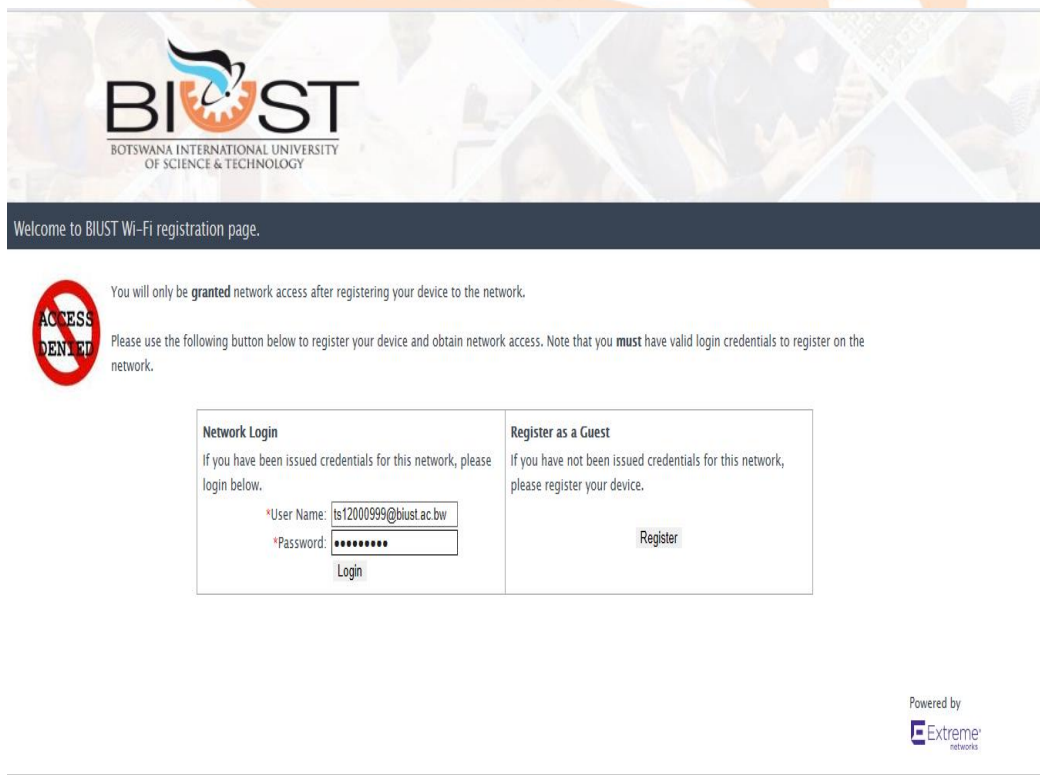 BIUST
BOTSWANA INTERNATIONAL UNIVERSITY
OF SCIENCE & TECHNOLOGY
Welcome to BIUST Wi-Fi registration page.
ACCESS
DENIED
You will only be granted network access after registering your device to the network.
Please use the following button below to register your device and obtain network access. Note that you must have valid login credentials to register on the
network.
Network Login
If you have been issued credentials for this network, please
login below.
*User Name: ts12000999@biust.ac.bw
*Password: •••••••••
Login
Register as a Guest
If you have not been issued credentials for this network,
please register your device.
Register
Powered by
Extreme
networks